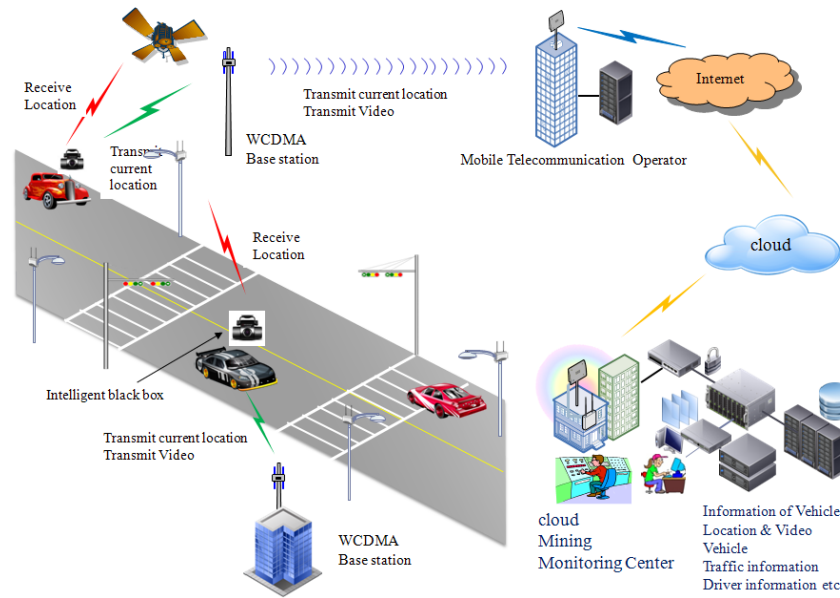 Receive
Location
Transmit current location
Transmit Video
Internet
WCDMA
Base station
Mobile Telecommunication Operator
Transmit
current
location
Receive
Location
cloud
Intelligent black box
Transmit current location
Transmit Video
WCDMA
Base station
cloud
Mining
Monitoring Center
Information of Vehicle
Location & Video
Vehicle
Traffic information
Driver information etc